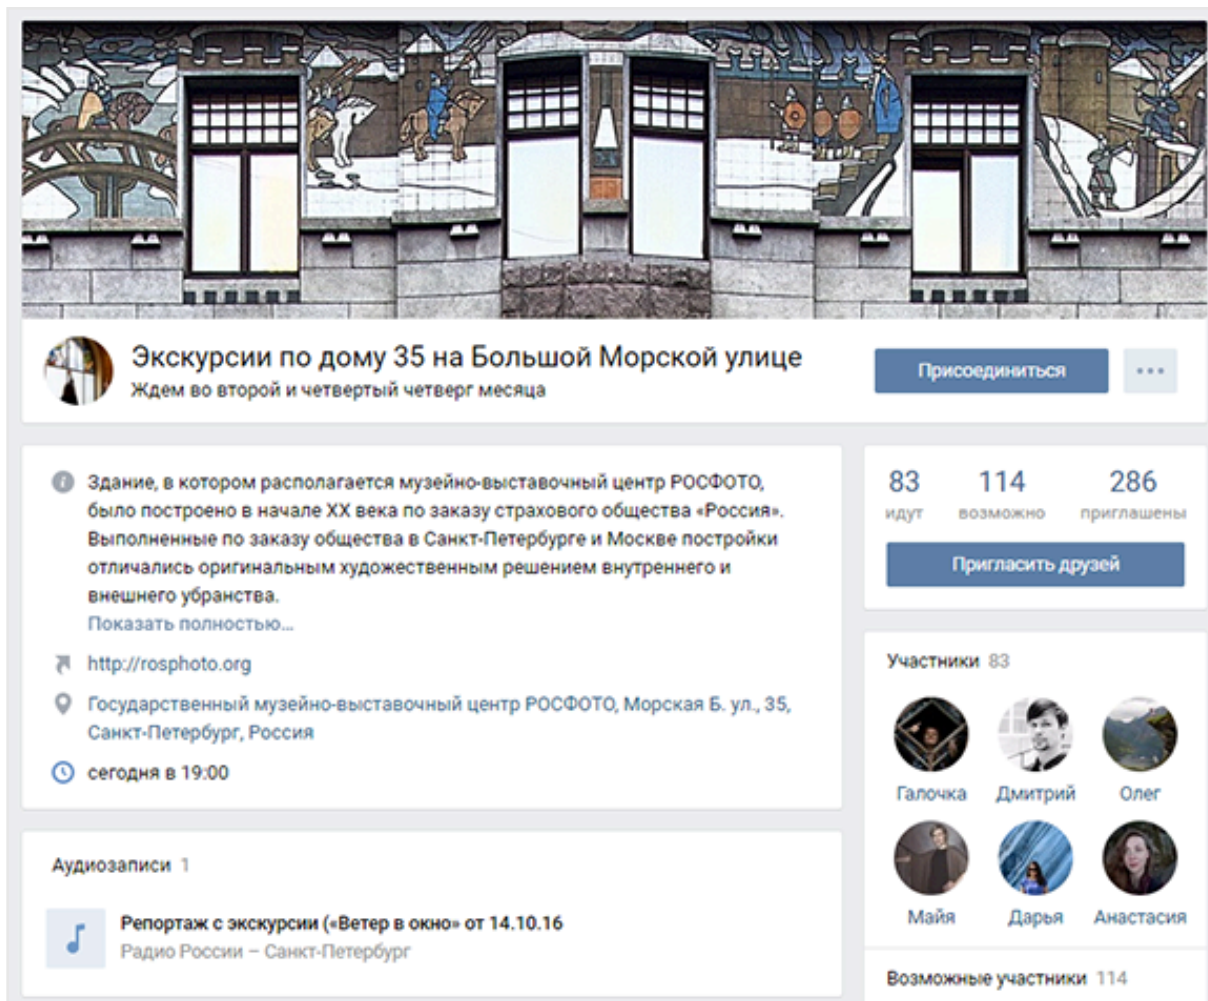 Экскурсии по дому 35 на Большой Морской улице
Ждем во второй и четвертый четверг месяца
Присоединиться
Здание, в котором располагается музейно-выставочный центр РОСФОТО,
было построено в начале XX века по заказу страхового общества «Россия».
Выполненные по заказу общества в Санкт-Петербурге и Москве постройки
отличались оригинальным художественным решением внутреннего и
внешнего убранства.
Показать полностью...
http://rosphoto.org
Государственный музейно-выставочный центр РОСФОТО, Морская Б. ул., 35,
Санкт-Петербург, Россия
сегодня в 19:00
Аудиозаписи 1
Репортаж с экскурсии («Ветер в окно» от 14.10.16
Радио России – Санкт-Петербург
83 114 286
идут возможно приглашены
Пригласить друзей
Участники 83
Галочка Дмитрий Олег
Майя Дарья Анастасия
Возможные участники 114